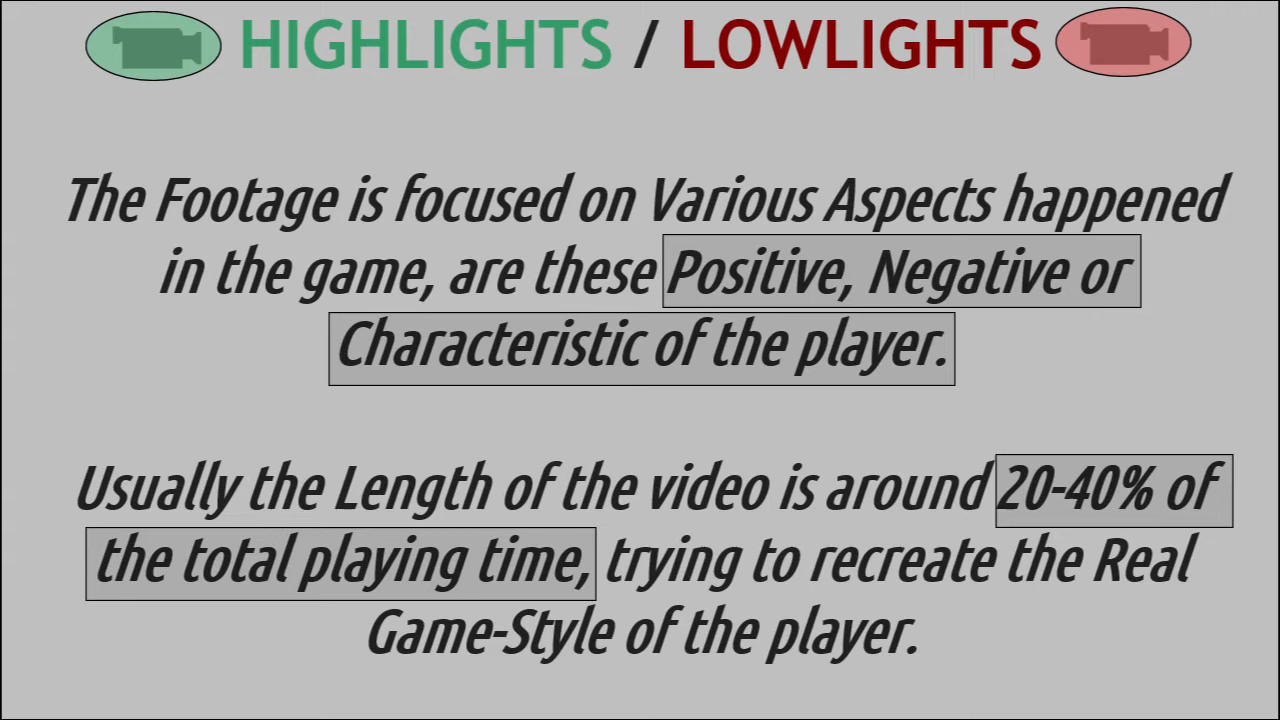 HIGHLIGHTS / LOWLIGHTS
The Footage is focused on Various Aspects happened
in the game, are these Positive, Negative or
Characteristic of the player.
Usually the Length of the video is around 20-40% of
the total playing time, trying to recreate the Real
Game-Style of the player.